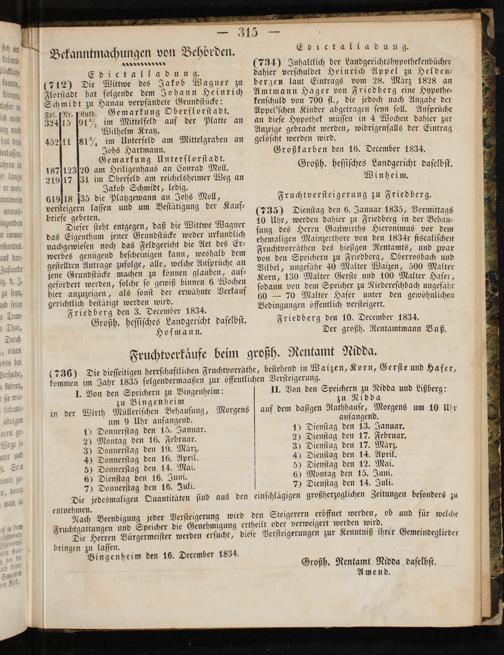 — 315 —
Bekanntmachungen von Behörden.
Edictalladung.
(712) Die Wittwe des Jakob Wagner zu
Florstadt hat folgende dem Johann Heinrich
Schmidt zu Hanau verpfändete Grundstücke:
Fol. Nr. Ruth. Gemarkung Oberflorstadt.
324 15 91½ im Mittelfeld auf der Platte an
Wilhelm Kratz.
452 11 81¾ im Unterfeld am Mittelgraben an
Johs Hartmann.
Gemarkung Unterflorstadt.
187 123 20 am Heiligenhaus an Conrad Moll.
219 17 31 im Oberfeld am reichelsheimer Weg an
Jakob Schmidt, ledig.
619 18 35 die Platzgewann an Johs Moll,
versteigern lassen und um Bestätigung der Kauf-
briefe gebeten.
Dieser steht entgegen, daß die Wittwe Wagner
das Eigenthum jener Grundstücke weder urkundlich
nachgewiesen noch das Feldgericht die Art des Er-
werbes genügend bescheinigen kann, weshalb dem
gestellten Antrage zufolge, alle, welche Ansprüche an
jene Grundstücke machen zu können glauben, auf-
gefordert werden, solche so gewiß binnen 6 Wochen
hier anzuzeigen, als sonst der erwähnte Verkauf
gerichtlich bestätigt werden wird.
Friedberg den 3. December 1834.
Großh. hessisches Landgericht daselbst.
Hofmann.
Edictalladung.
(734) Inhaltlich der Landgerichtshypothekenbücher
dahier verschuldet Heinrich Appel zu Helden-
bergen laut Eintrags vom 28. März 1828 an
Amtmann Hager von Friedberg eine Hypothe-
kenschuld von 700 fl., die jedoch nach Angabe der
Appel'schen Kinder abgetragen seyn soll. Ansprüche
an diese Hypothek müssen in 4 Wochen dahier zur
Anzeige gebracht werden, widrigenfalls der Eintrag
gelöscht werden wird.
Großkarben den 16. December 1834.
Großh. hessisches Landgericht daselbst.
Winheim.
Fruchtversteigerung zu Friedberg.
(735) Dienstag den 6. Januar 1835, Vormittags
10 Uhr, werden dahier zu Friedberg in der Behau-
sung des Herrn Gastwirths Hieronimus vor dem
ehemaligen Mainzerthore von den 1834r fiscalischen
Fruchtvorräthen des hiesigen Rentamts, und zwar
von den Speichern zu Friedberg, Oberrosbach und
Vilbel, ungefähr 40 Malter Waizen, 500 Malter
Korn, 130 Malter Gerste und 100 Malter Hafer,
sodann von dem Speicher zu Niedereschbach ungefähr
60 — 70 Malter Hafer unter den gewöhnlichen
Bedingungen öffentlich versteigert.
Friedberg den 10. December 1834.
Der großh. Rentamtmann Buß.
Fruchtverkäufe beim großh. Rentamt Nidda.
(736) Die diesseitigen herrschaftlichen Fruchtvorräthe, bestehend in Waizen, Korn, Gerste und Hafer,
kommen im Jahr 1835 folgendermaaßen zur öffentlichen Versteigerung.
I. Von den Speichern zu Bingenheim:
zu Bingenheim
in der Wirth Müllerischen Behausung, Morgens
um 9 Uhr anfangend.
1) Donnerstag den 15. Januar.
2) Montag den 16. Februar.
3) Donnerstag den 19. März.
4) Donnerstag den 16. April.
5) Donnerstag den 14. Mai.
6) Dienstag den 16. Juni.
7) Donnerstag den 16. Juli.
II. Von den Speichern zu Nidda und Lißberg:
zu Nidda
auf dem dasigen Rathhause, Morgens um 10 Uhr
anfangend.
1) Dienstag den 13. Januar.
2) Dienstag den 17. Februar.
3) Dienstag den 17. März.
4) Dienstag den 14. April.
5) Dienstag den 12. Mai.
6) Montag den 15. Juni.
7) Dienstag den 14. Juli.
Die jedesmaligen Quantitäten sind aus den einschlägigen großherzoglichen Zeitungen besonders zu
entnehmen.
Nach Beendigung jeder Versteigerung wird den Steigerern eröffnet werden, ob und für welche
Fruchtgattungen und Speicher die Genehmigung ertheilt oder verweigert werden wird.
Die Herren Bürgermeister werden ersucht, diese Versteigerungen zur Kenntniß ihrer Gemeindeglieder
bringen zu lassen.
Bingenheim den 16. December 1834.
Großh. Rentamt Nidda daselbst.
Amend.